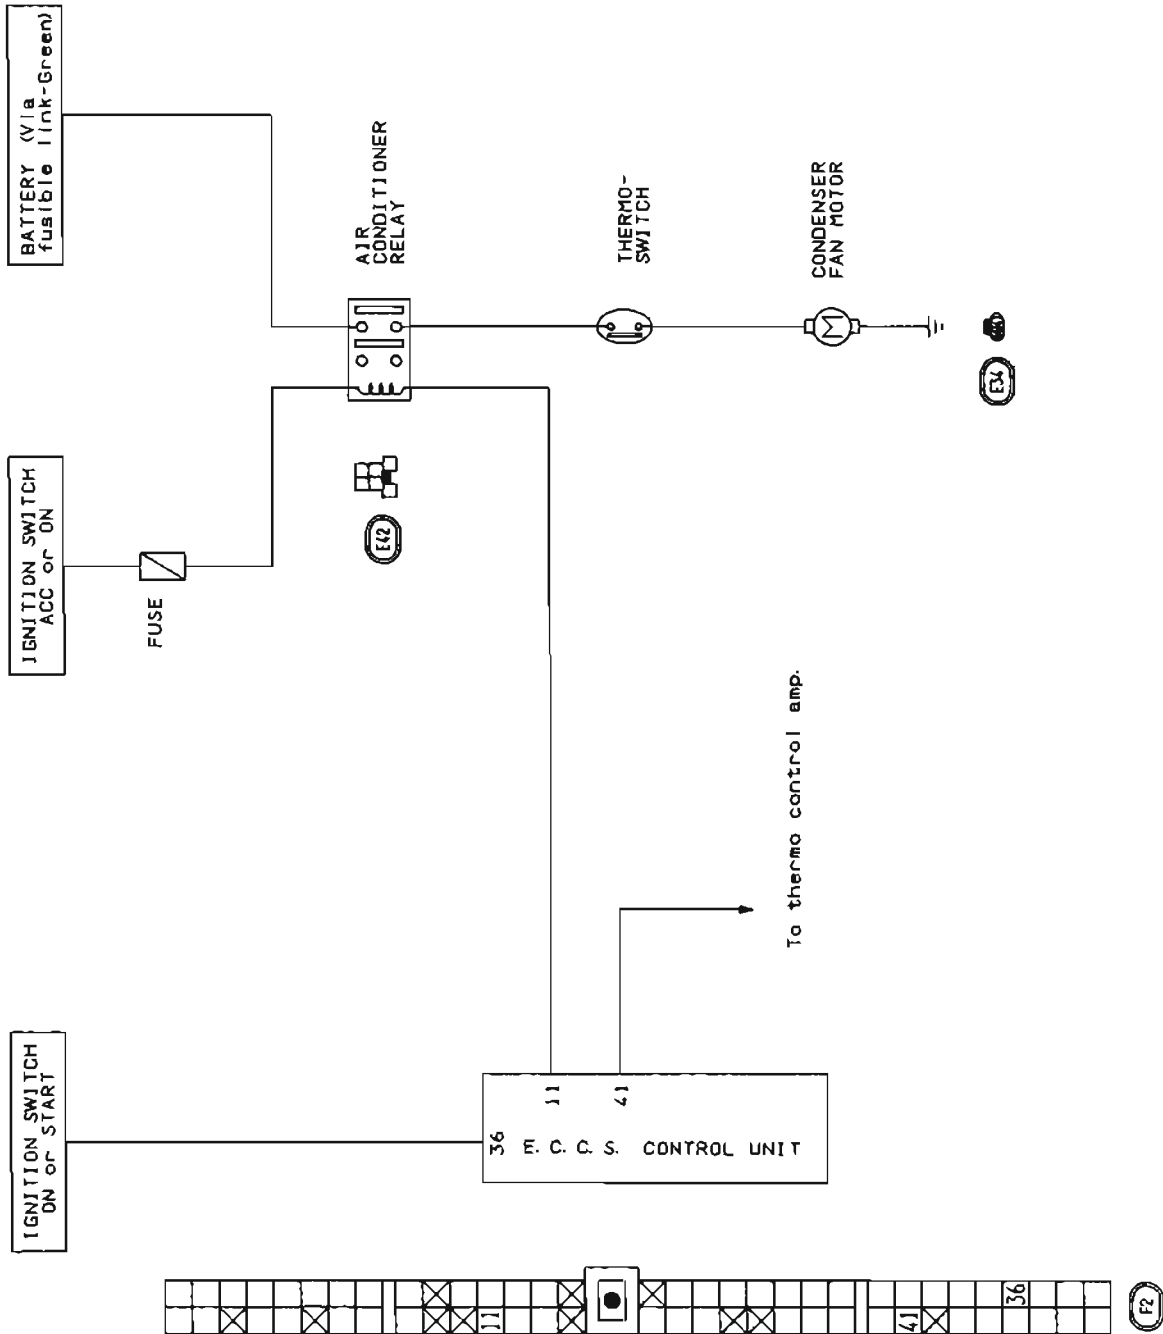 IGNITION SWITCH
ON or START
IGNITION SWITCH
ACC or ON
BATTERY (Via
fusible link-Green)
FUSE
AIR
CONDITIONER
RELAY
E42
THERMO-
SWITCH
CONDENSER
FAN MOTOR
M
E34
36
E. C. C. S. CONTROL UNIT
11
41
To thermo control amp.
11
41
36
F2